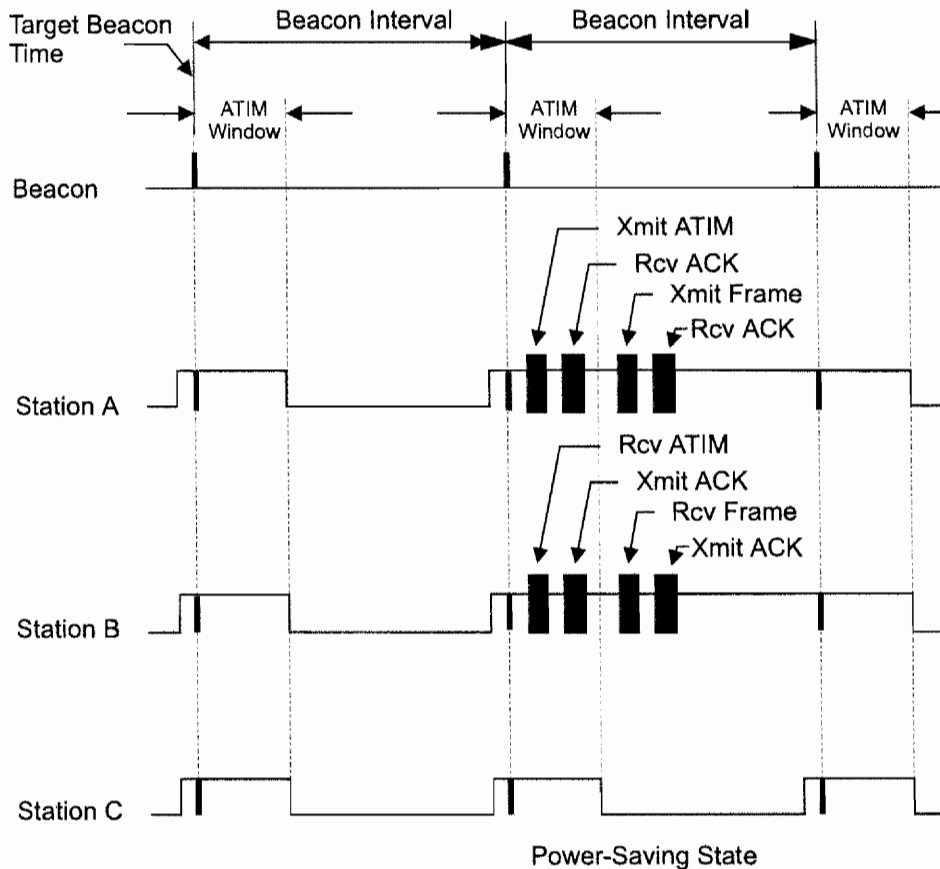 Target Beacon
Time
Beacon Interval
Beacon Interval
ATIM
Window
ATIM
Window
ATIM
Window
Beacon
Xmit ATIM
Rcv ACK
Xmit Frame
Rcv ACK
Station A
Rcv ATIM
Xmit ACK
Rcv Frame
Xmit ACK
Station B
Station C
Power-Saving State